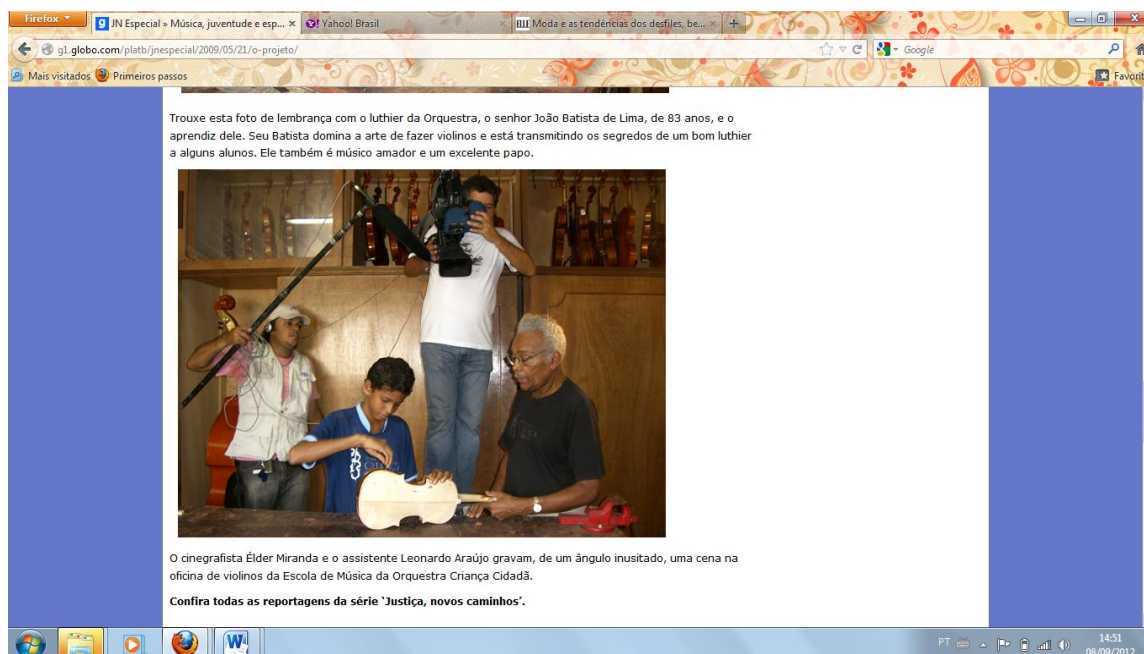 Firefox
JN Especial » Música, juventude e esp... Yahoo! Brasil Moda e as tendências dos desfiles, be...
g1.globo.com/platb/jnespecial/2009/05/21/o-projeto/ Google
Mais visitados Primeiros passos Favorit
Trouxe esta foto de lembrança com o luthier da Orquestra, o senhor João Batista de Lima, de 83 anos, e o
aprendiz dele. Seu Batista domina a arte de fazer violinos e está transmitindo os segredos de um bom luthier
a alguns alunos. Ele também é músico amador e um excelente papo.
O cinegrafista Élder Miranda e o assistente Leonardo Araújo gravam, de um ângulo inusitado, uma cena na
oficina de violinos da Escola de Música da Orquestra Criança Cidadã.
Confira todas as reportagens da série ‘Justiça, novos caminhos’.
PT 14:51
08/09/2012